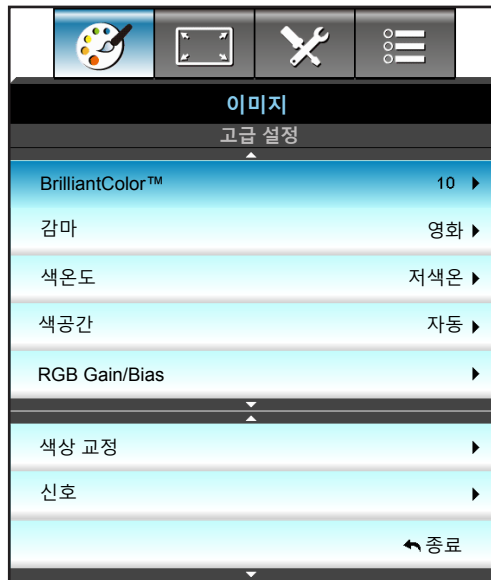 이미지
고급 설정
BrilliantColor™ 10
감마 영화
색온도 저색온
색공간 자동
RGB Gain/Bias
색상 교정
신호
종료